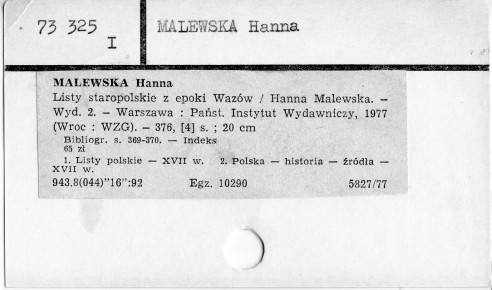 73 325
I
MALEWSKA Hanna
MALEWSKA Hanna
Listy staropolskie z epoki Wazów / Hanna Malewska. —
Wyd. 2. — Warszawa : Państ. Instytut Wydawniczy, 1977
(Wroc : WZG). — 376, [4] s. ; 20 cm
Bibliogr. s. 369-370. — Indeks
65 zł
1. Listy polskie — XVII w. 2. Polska — historia — źródła —
XVII w.
943.8(044)"16":92 Egz. 10290 5827/77